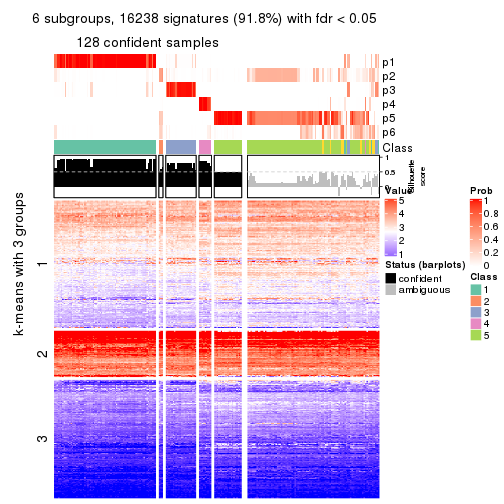 6 subgroups, 16238 signatures (91.8%) with fdr < 0.05
128 confident samples
p1
p2
p3
p4
p5
p6
Class
1
0.5
0
Silhouette
score
k-means with 3 groups
1
2
3
Value
5
4
3
2
1
Status (barplots)
confident
ambiguous
Prob
1
0.8
0.6
0.4
0.2
0
Class
1
2
3
4
5